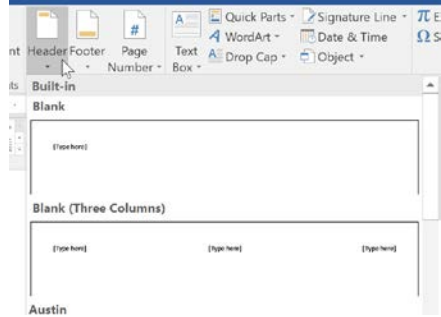 Quick Parts Signature Line π E
WordArt Date & Time Ω S
nt Header Footer Page Number Text Box Drop Cap Object
# A
ts Built-in
Blank
[Type here]
Blank (Three Columns)
[Type here] [Type here] [Type here]
Austin